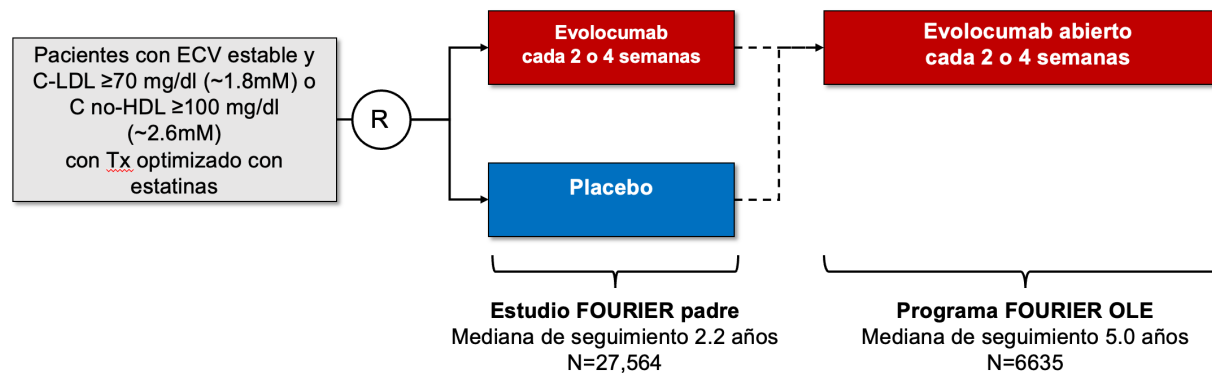 Pacientes con ECV estable y
C-LDL ≥70 mg/dl (~1.8mM) o
C no-HDL ≥100 mg/dl
(~2.6mM)
con Tx optimizado con
estatinas
R
Evolocumab
cada 2 o 4 semanas
Placebo
Evolocumab abierto
cada 2 o 4 semanas
Estudio FOURIER padre
Mediana de seguimiento 2.2 años
N=27,564
Programa FOURIER OLE
Mediana de seguimiento 5.0 años
N=6635